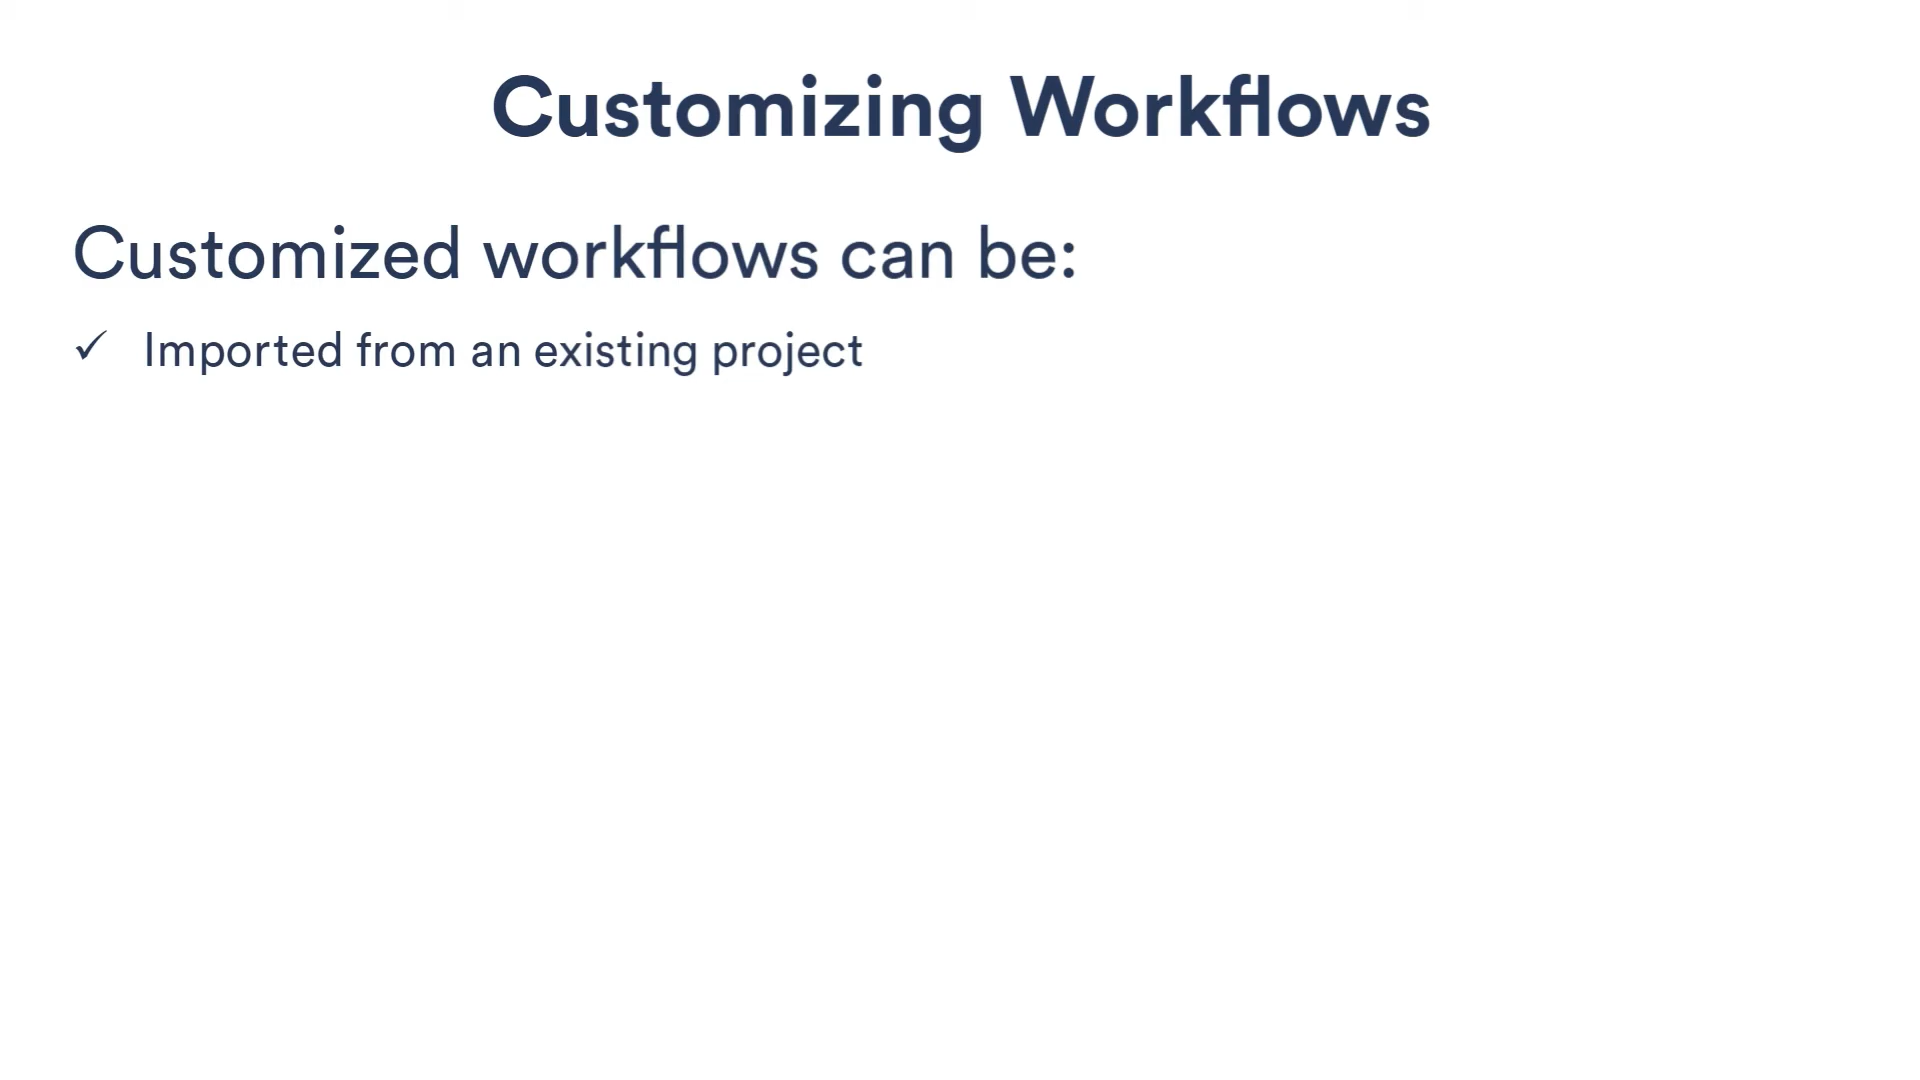 Customizing Workflows
Customized workflows can be:
✓ Imported from an existing project